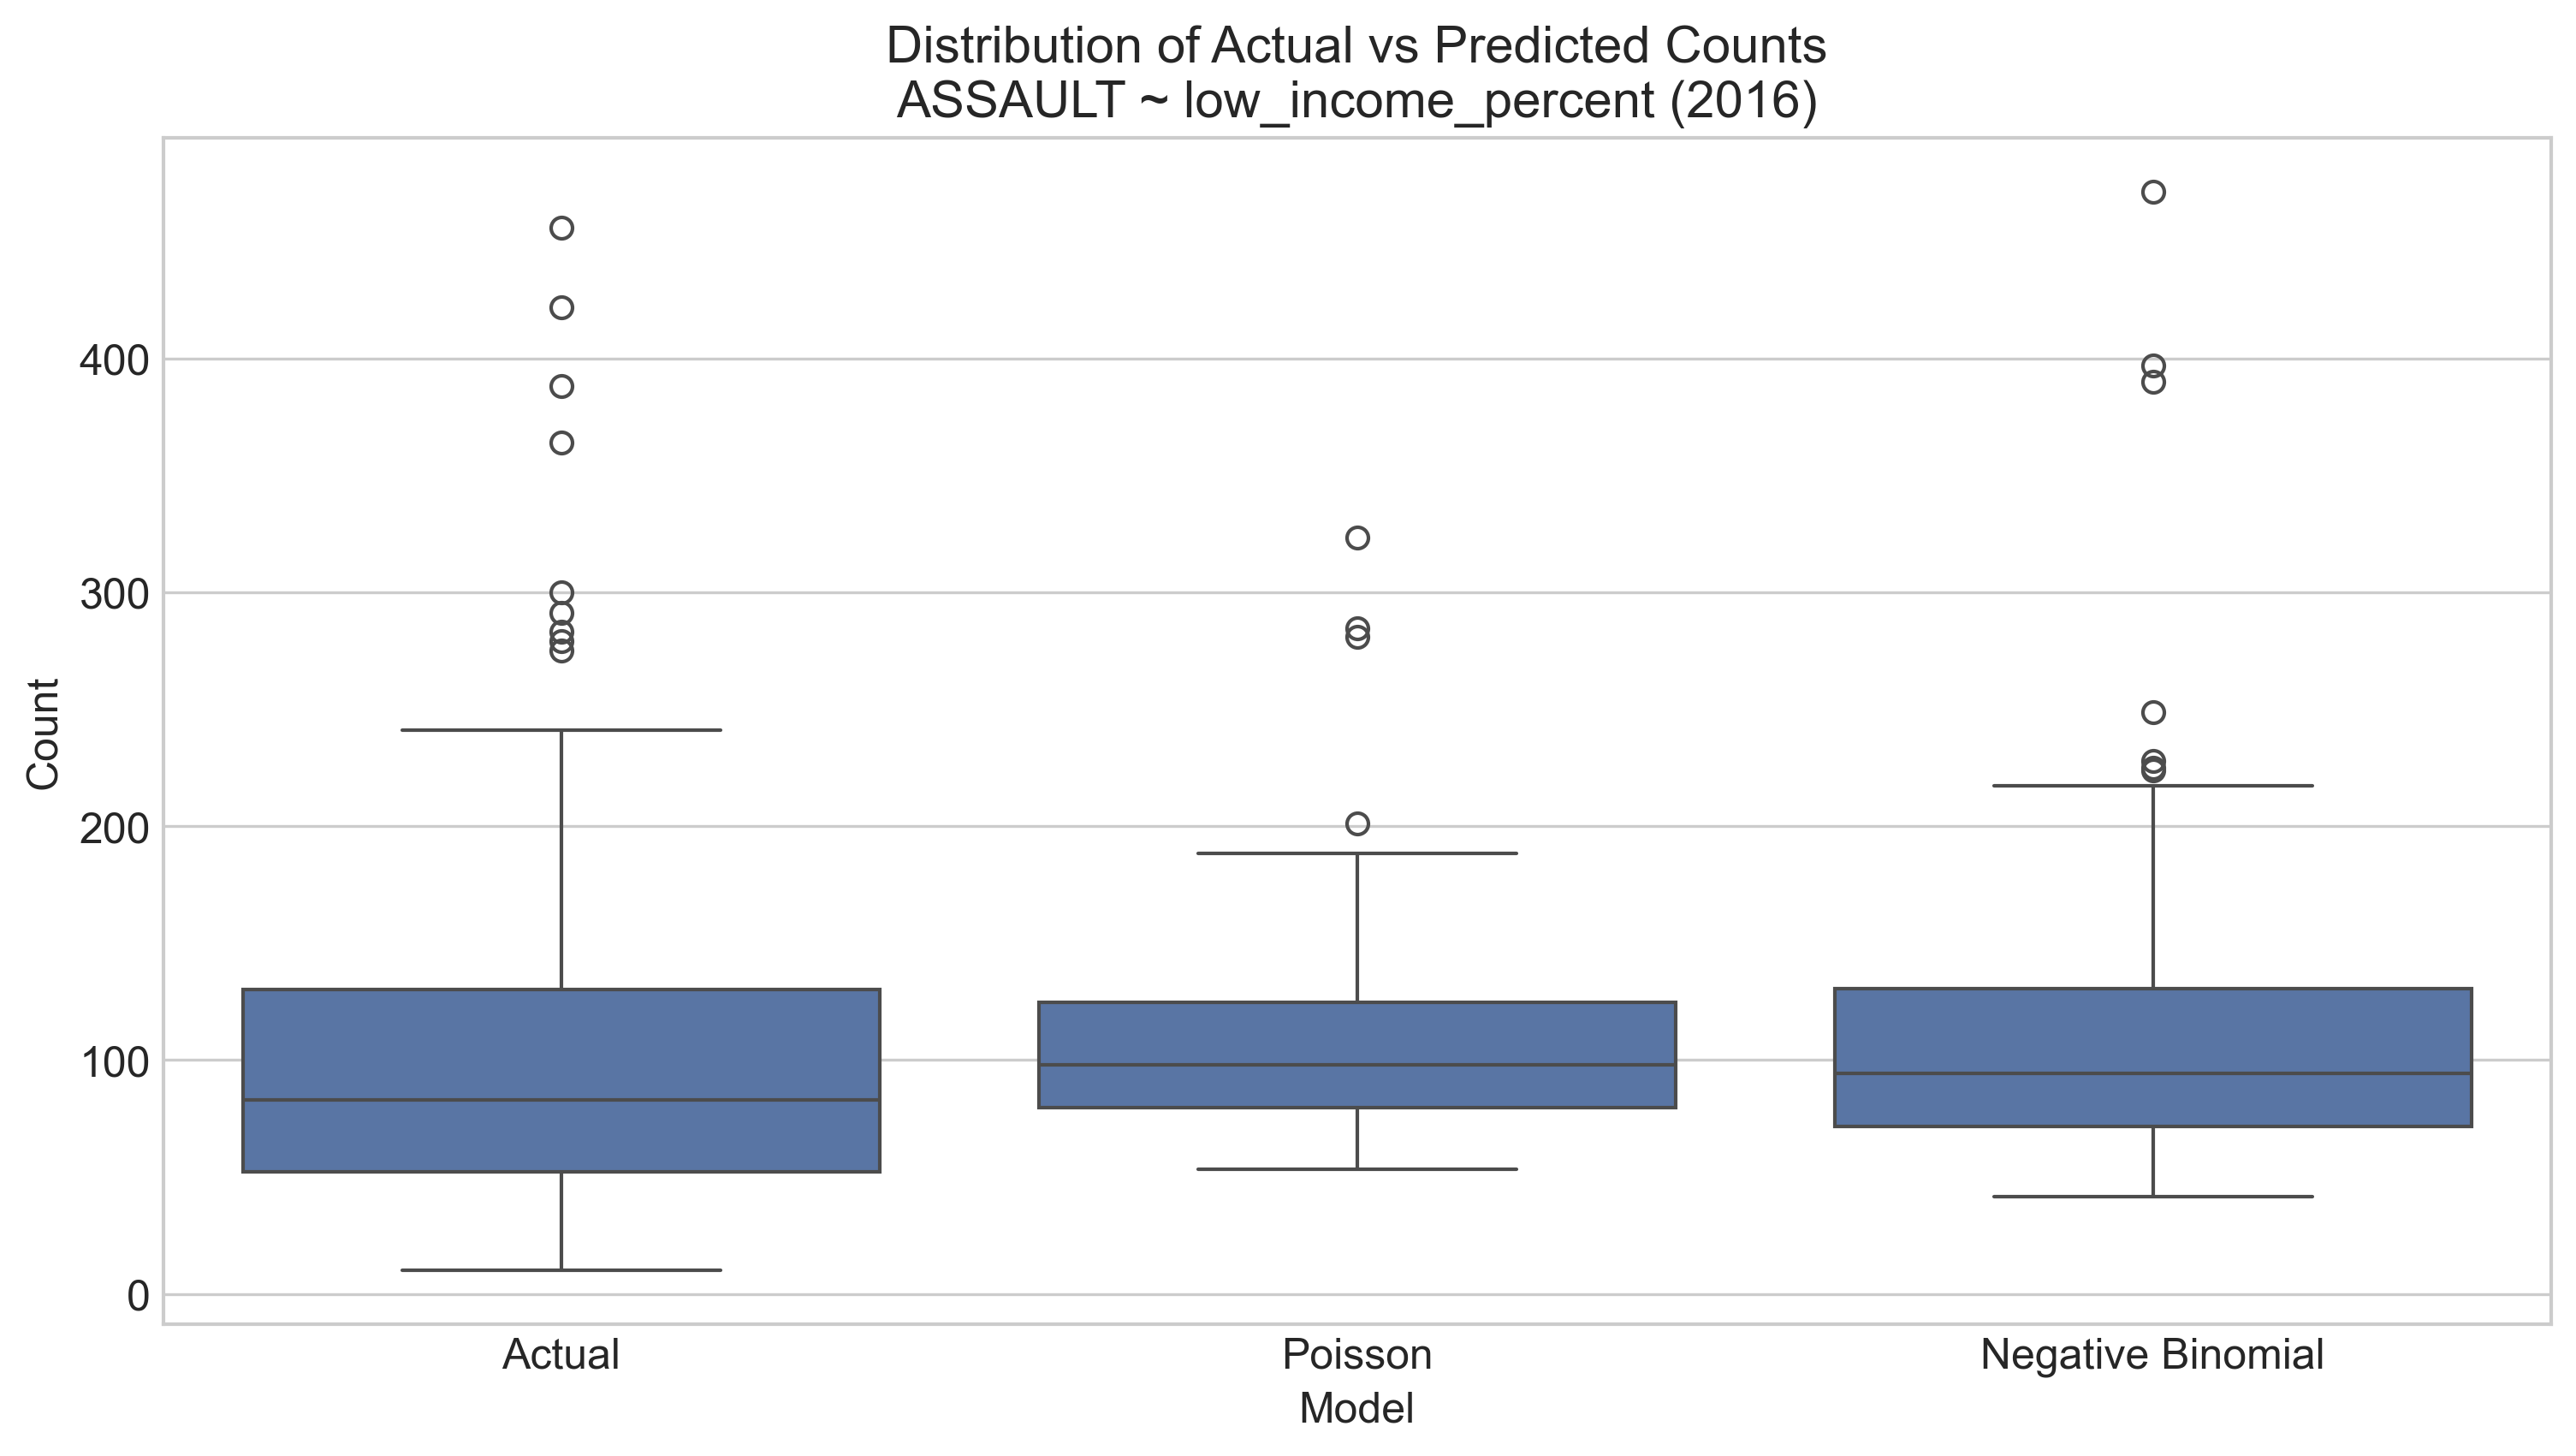 Distribution of Actual vs Predicted Counts
ASSAULT ~ low_income_percent (2016)
Count
400
300
200
100
0
Actual
Poisson
Negative Binomial
Model